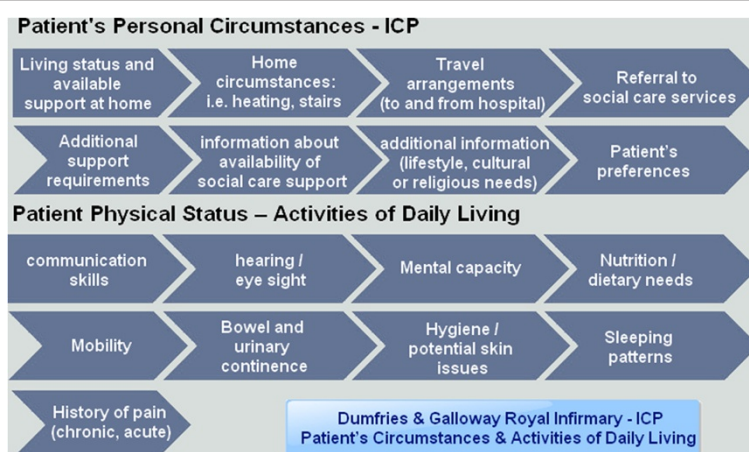 Patient's Personal Circumstances - ICP
Living status and
available
support at home
Home
circumstances:
i.e. heating, stairs
Travel
arrangements
(to and from hospital)
Referral to
social care services
Additional
support
requirements
information about
availability of
social care support
additional information
(lifestyle, cultural
or religious needs)
Patient's
preferences
Patient Physical Status – Activities of Daily Living
communication
skills
hearing /
eye sight
Mental capacity
Nutrition /
dietary needs
Mobility
Bowel and
urinary
continence
Hygiene /
potential skin
issues
Sleeping
patterns
History of pain
(chronic, acute)
Dumfries & Galloway Royal Infirmary - ICP
Patient's Circumstances & Activities of Daily Living